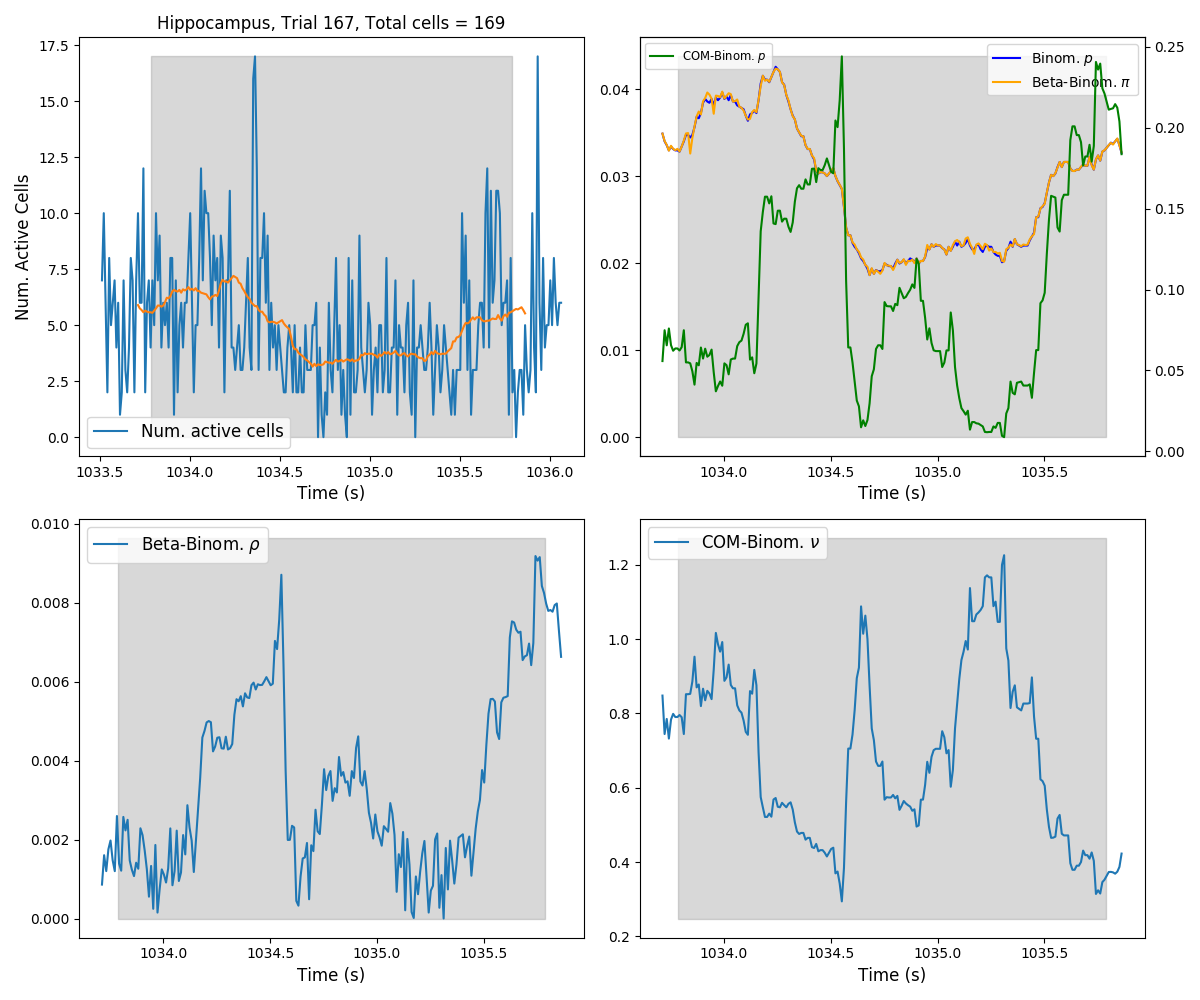 Hippocampus, Trial 167, Total cells = 169
17.5
15.0
12.5
10.0
7.5
5.0
2.5
0.0
Num. Active Cells
Num. active cells
1033.5 1034.0 1034.5 1035.0 1035.5 1036.0
Time (s)
COM-Binom. p
Binom. p
Beta-Binom. π
0.04
0.03
0.02
0.01
0.00
0.25
0.20
0.15
0.10
0.05
0.00
1034.0 1034.5 1035.0 1035.5
Time (s)
Beta-Binom. ρ
0.010
0.008
0.006
0.004
0.002
0.000
1034.0 1034.5 1035.0 1035.5
Time (s)
COM-Binom. ν
1.2
1.0
0.8
0.6
0.4
0.2
1034.0 1034.5 1035.0 1035.5
Time (s)